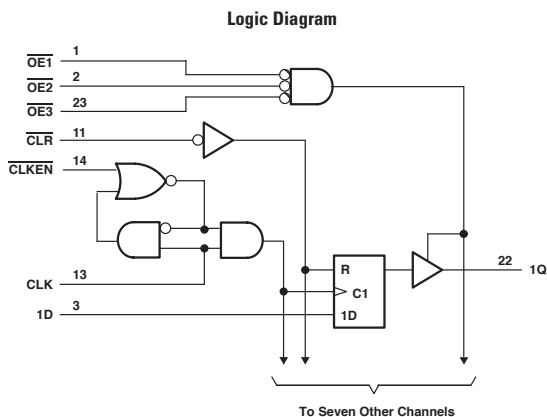 Logic Diagram
OE1 1
OE2 2
OE3 23
CLR 11
CLKEN 14
CLK 13
1D 3
R
C1
1D
22 1Q
To Seven Other Channels